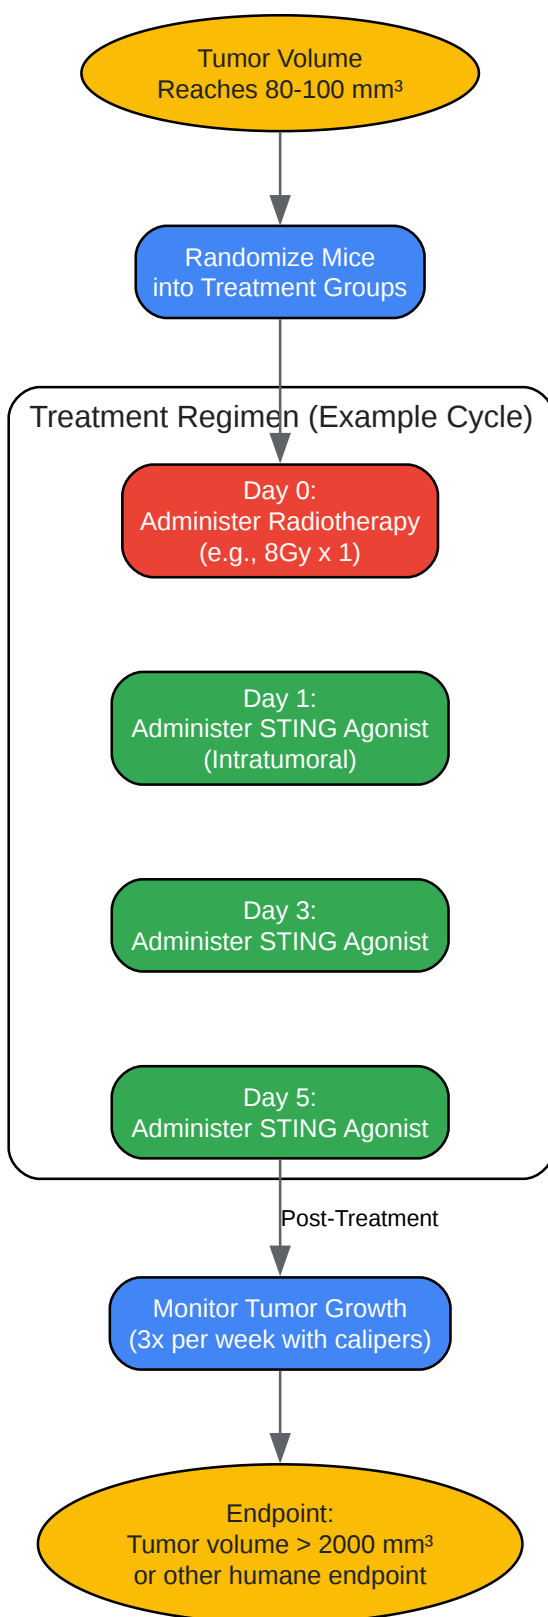 Tumor Volume
Reaches 80-100 mm³
Randomize Mice
into Treatment Groups
Treatment Regimen (Example Cycle)
Day 0:
Administer Radiotherapy
(e.g., 8Gy x 1)
Day 1:
Administer STING Agonist
(Intratumoral)
Day 3:
Administer STING Agonist
Day 5:
Administer STING Agonist
Post-Treatment
Monitor Tumor Growth
(3x per week with calipers)
Endpoint:
Tumor volume > 2000 mm³
or other humane endpoint